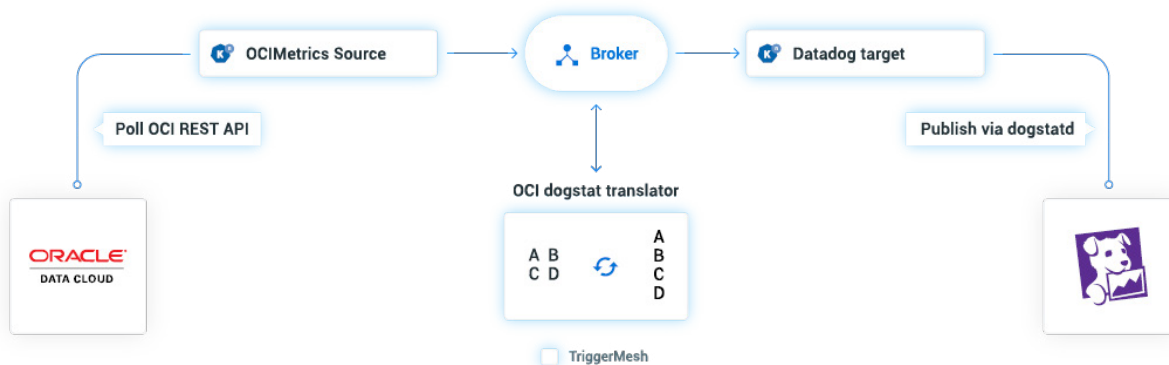 OCIMetrics Source
Broker
Datadog target
Poll OCI REST API
Publish via dogstatd
OCI dogstat translator
ORACLE
DATA CLOUD
A B
C D
A
B
C
D
TriggerMesh